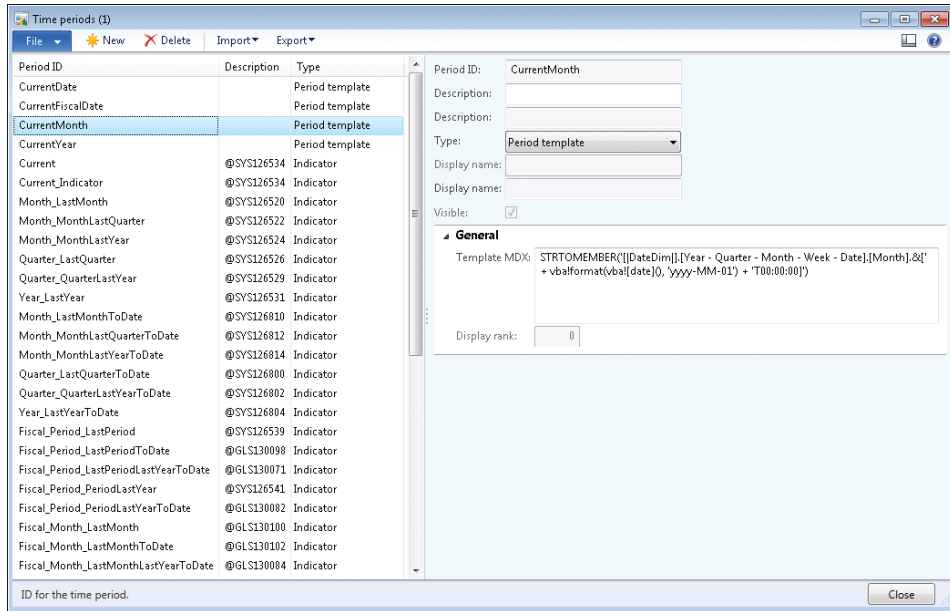 Time periods (1)
File New Delete Import Export
Period ID Description Type
CurrentDate Period template
CurrentFiscalDate Period template
CurrentMonth Period template
CurrentYear Period template
Current @SYS126534 Indicator
Current_Indicator @SYS126534 Indicator
Month_LastMonth @SYS126520 Indicator
Month_MonthLastQuarter @SYS126522 Indicator
Month_MonthLastYear @SYS126524 Indicator
Quarter_LastQuarter @SYS126526 Indicator
Quarter_QuarterLastYear @SYS126529 Indicator
Year_LastYear @SYS126531 Indicator
Month_LastMonthToDate @SYS126810 Indicator
Month_MonthLastQuarterToDate @SYS126812 Indicator
Month_MonthLastYearToDate @SYS126814 Indicator
Quarter_LastQuarterToDate @SYS126800 Indicator
Quarter_QuarterLastYearToDate @SYS126802 Indicator
Year_LastYearToDate @SYS126804 Indicator
Fiscal_Period_LastPeriod @SYS126539 Indicator
Fiscal_Period_LastPeriodToDate @GLS130098 Indicator
Fiscal_Period_LastPeriodLastYearToDate @GLS130071 Indicator
Fiscal_Period_PeriodLastYear @SYS126541 Indicator
Fiscal_Period_PeriodLastYearToDate @GLS130082 Indicator
Fiscal_Month_LastMonth @GLS130100 Indicator
Fiscal_Month_LastMonthToDate @GLS130102 Indicator
Fiscal_Month_LastMonthLastYearToDate @GLS130084 Indicator
Period ID: CurrentMonth
Description:
Description:
Type: Period template
Display name:
Display name:
Visible:
General
Template MDX: STRTOMEMBER('[|DateDim|].[Year - Quarter - Month - Week - Date].[Month].&['
+ vba!format(vba![date](), 'yyyy-MM-01') + 'T00:00:00]')
Display rank: 0
ID for the time period.
Close